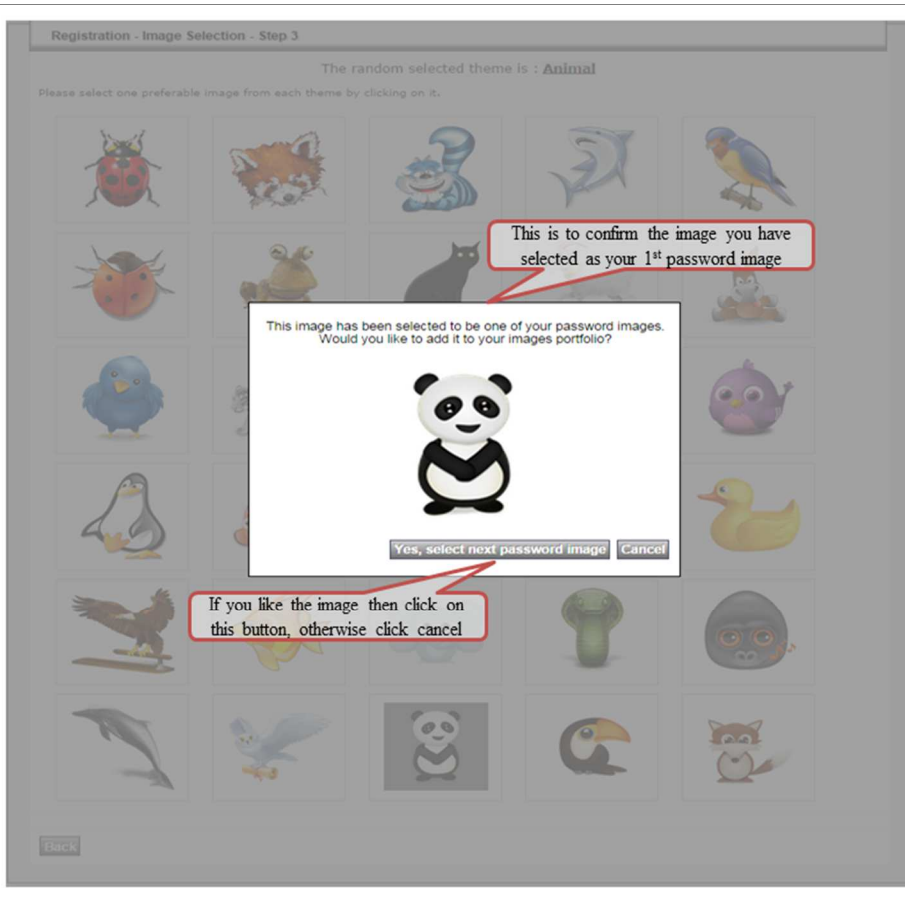 Registration - Image Selection - Step 3
The random selected theme is : Animal
Please select one preferable image from each theme by clicking on it.
This is to confirm the image you have
selected as your 1st password image
This image has been selected to be one of your password images.
Would you like to add it to your images portfolio?
Yes, select next password image Cancel
If you like the image then click on
this button, otherwise click cancel
Back